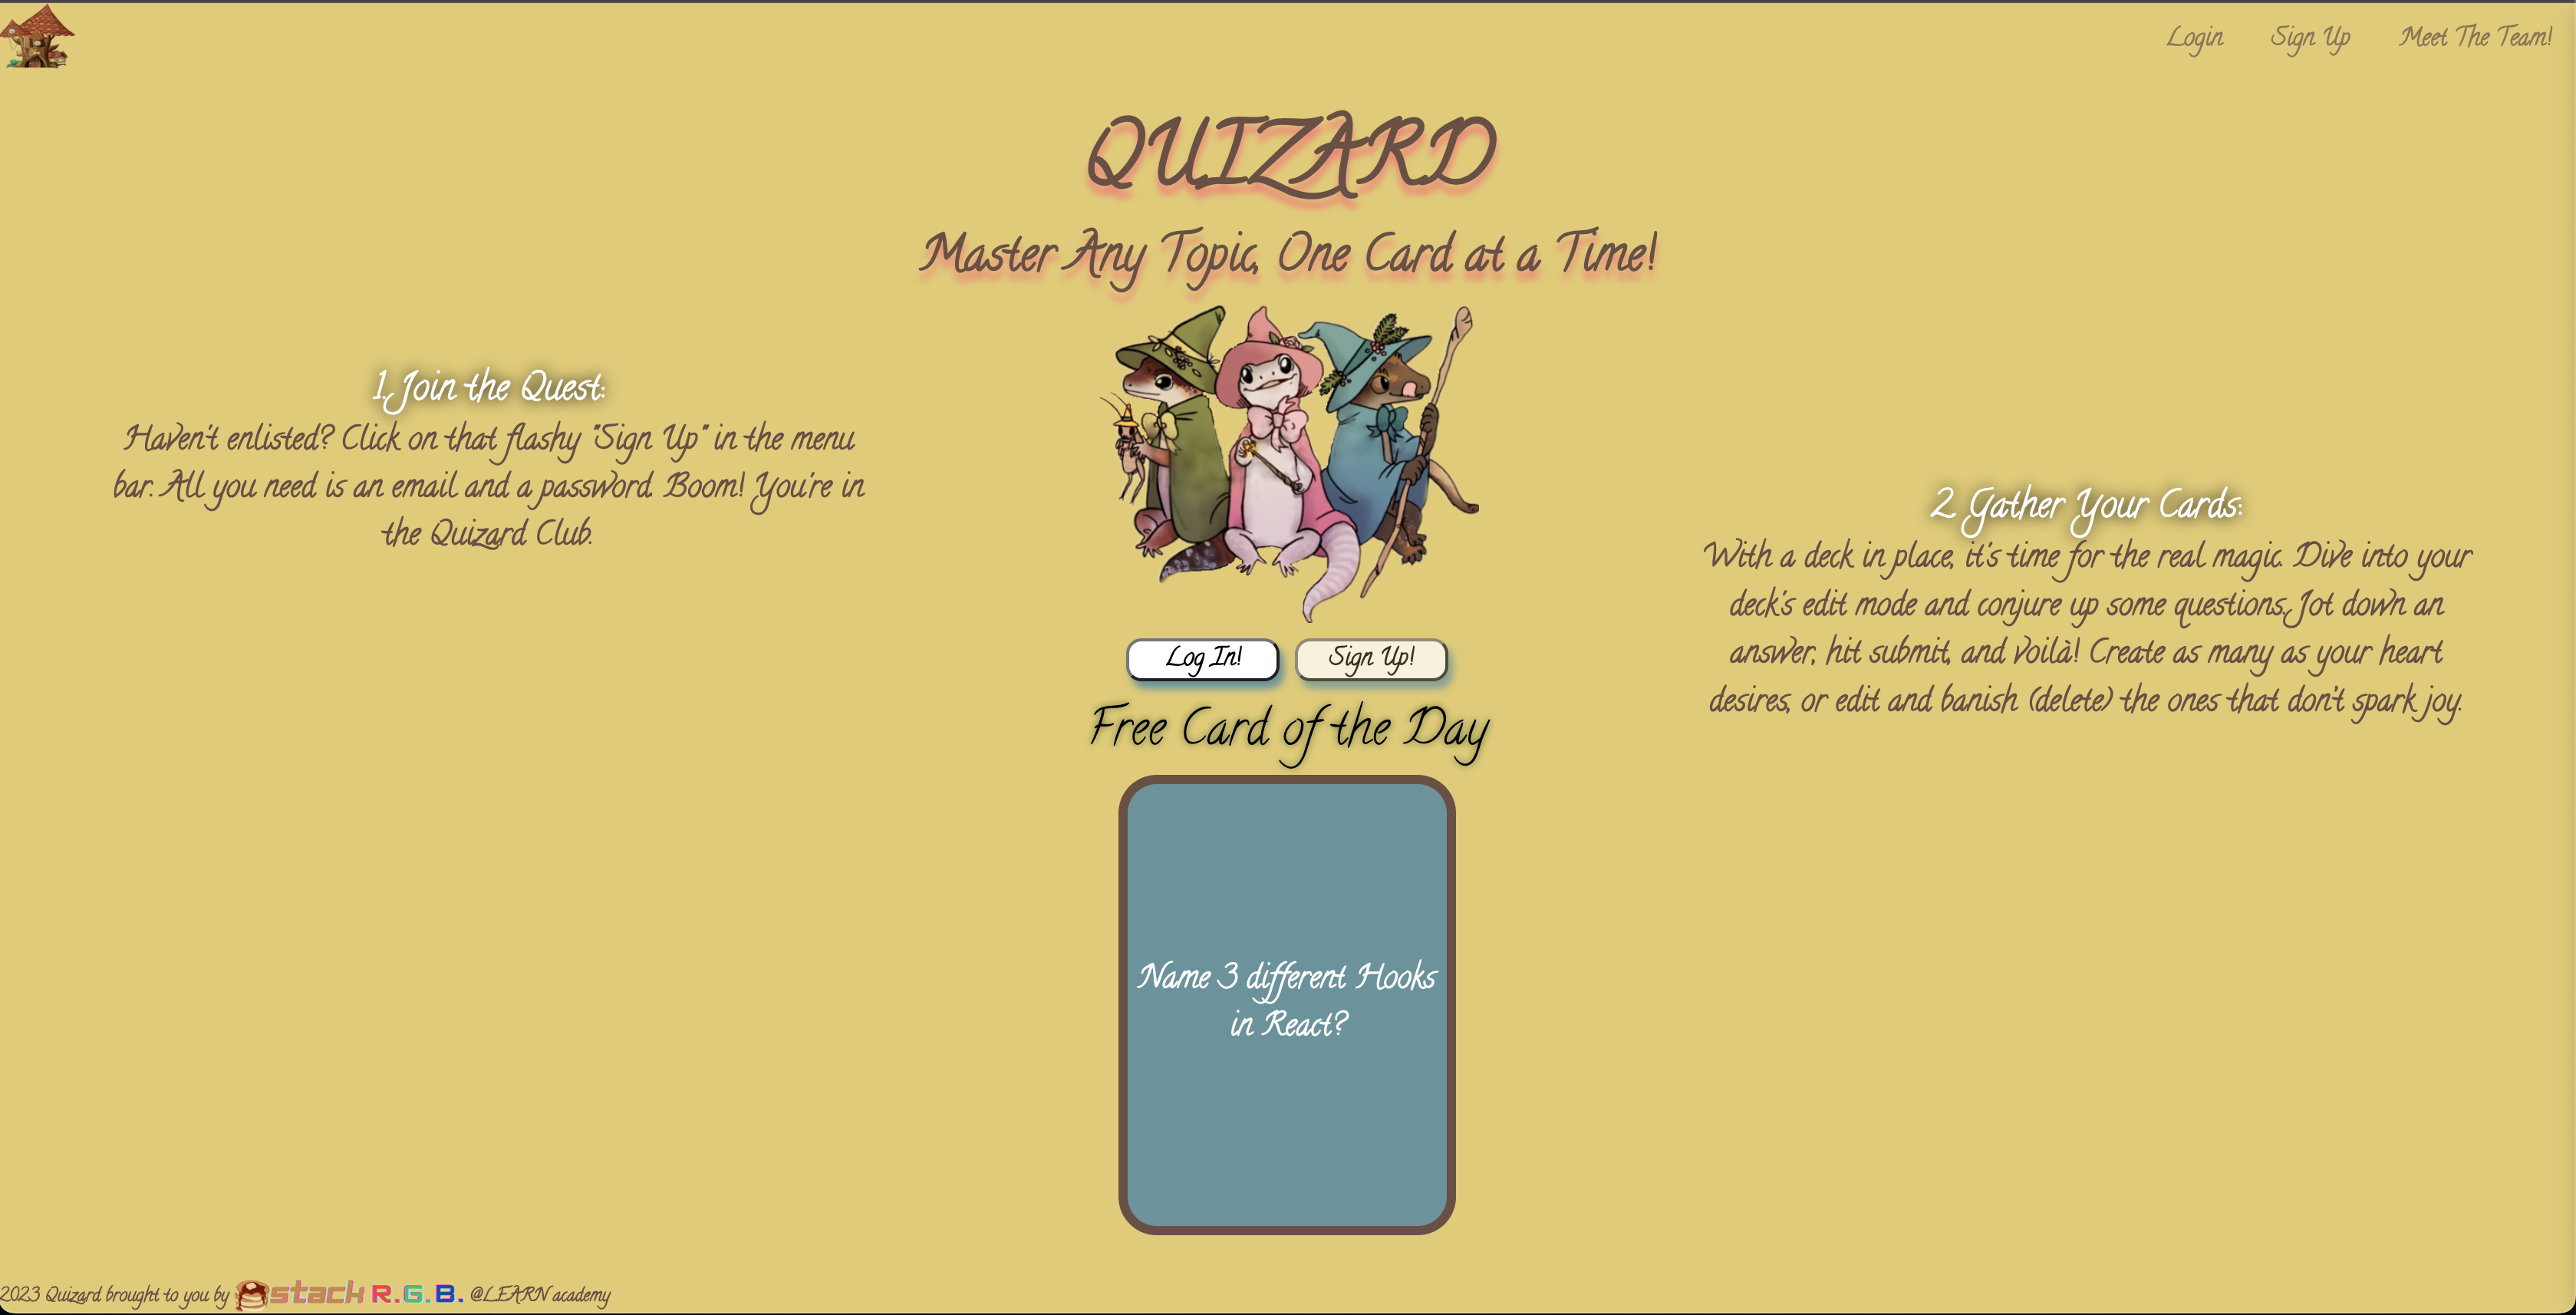 Login Sign Up Meet The Team!
QUIZARD
Master Any Topic, One Card at a Time!
1. Join the Quest:
Haven't enlisted? Click on that flashy "Sign Up" in the menu
bar. All you need is an email and a password. Boom! You're in
the Quizard Club.
2. Gather Your Cards:
With a deck in place, it's time for the real magic. Dive into your
deck's edit mode and conjure up some questions. Jot down an
answer, hit submit, and voilà! Create as many as your heart
desires, or edit and banish (delete) the ones that don't spark joy.
Log In! Sign Up!
Free Card of the Day
Name 3 different Hooks
in React?
2023 Quizard brought to you by stack R.G.B. @LEARN academy